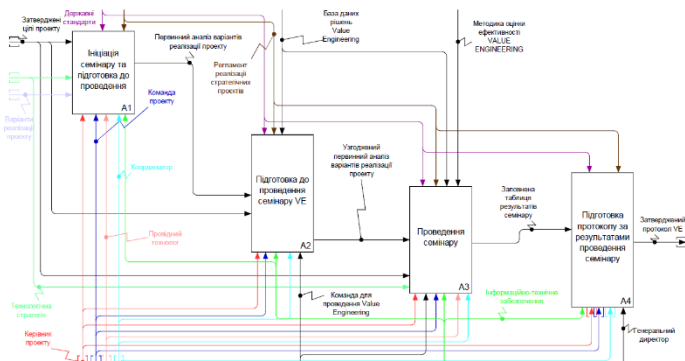 Затверджені
цілі проекту
Державні
стандарти
Ініціація
семінару та
підготовка до
проведення
A1
Первинний аналіз варіантів
реалізації проекту
Регламент
реалізації
стратегічних
проектів
База даних
рішень Value
Engineering
Методика оцінки
ефективності
VALUE
ENGINEERING
Варіанти
реалізації
проекту
Команда
проекту
Координатор
Провідний
технолог
Підготовка до
проведення
семінару VE
A2
Узгоджений
первинний аналіз
варіантів реалізації
проекту
Проведення
семінару
A3
Заповнена
таблиця
результатів
семінару
Підготовка
протоколу за
результатами
проведення
семінару
A4
Затверджений
протокол VE
Технологічна
стратегія
Команда для
проведення Value
Engineering
Інформаційно-технічне
забезпечення
Керівник
проекту
Генеральний
директор